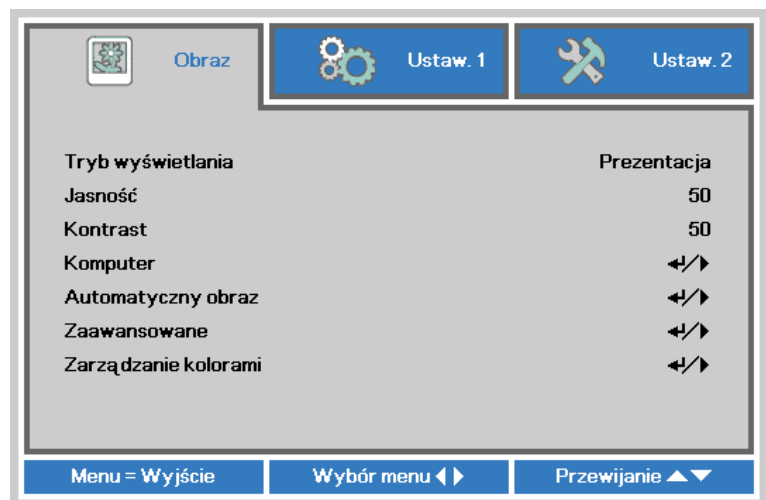 Obraz
Ustaw. 1
Ustaw. 2
Tryb wyświetlania Prezentacja
Jasność 50
Kontrast 50
Komputer
Automatyczny obraz
Zaawansowane
Zarządzanie kolorami
Menu = Wyjście
Wybór menu
Przewijanie